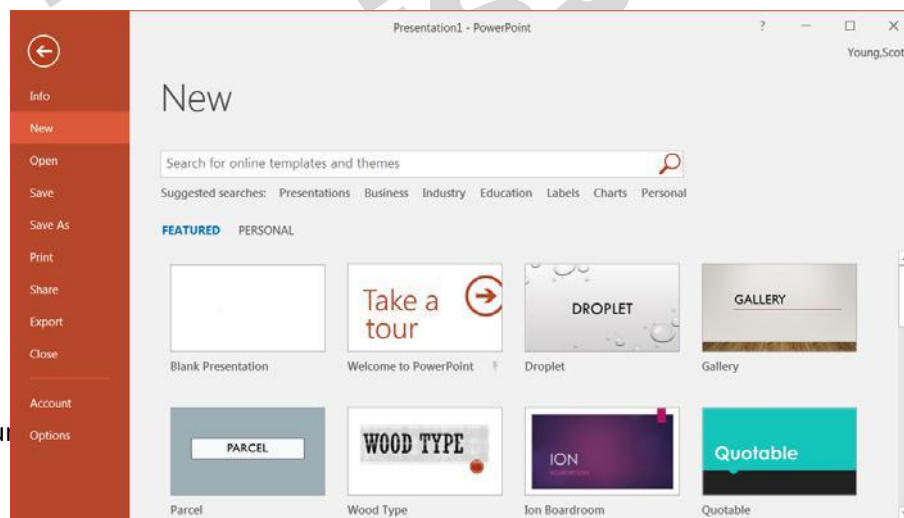 Presentation1 - PowerPoint
?
Young,Scot
Info
New
Open
Save
Save As
Print
Share
Export
Close
Account
Options
New
Search for online templates and themes
Suggested searches: Presentations Business Industry Education Labels Charts Personal
FEATURED PERSONAL
Take a
tour
DROPLET
GALLERY
Blank Presentation Welcome to PowerPoint Droplet Gallery
PARCEL
WOOD TYPE
ION
BOARDROOM
Quotable
Parcel Wood Type Ion Boardroom Quotable